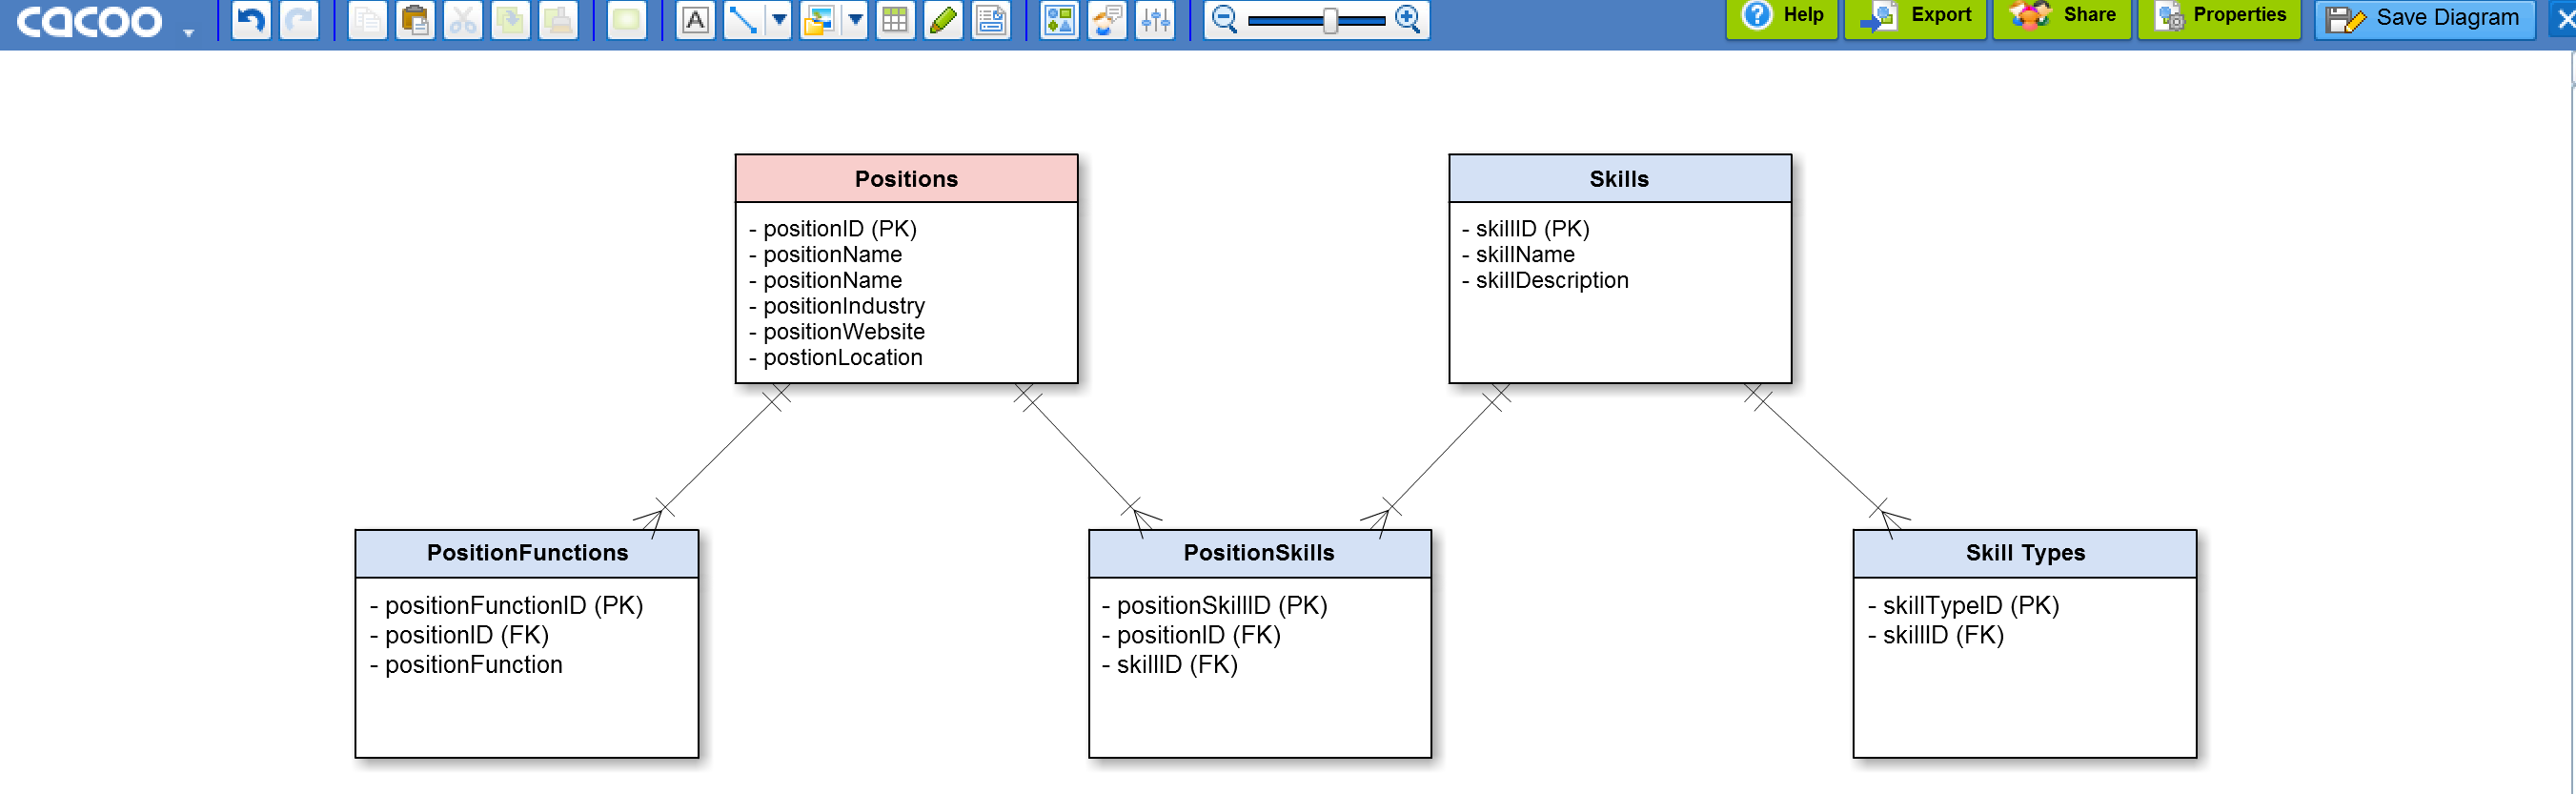 cacoo
A
Help
Export
Share
Properties
Save Diagram
Positions
- positionID (PK)
- positionName
- positionName
- positionIndustry
- positionWebsite
- postionLocation
Skills
- skillID (PK)
- skillName
- skillDescription
PositionFunctions
- positionFunctionID (PK)
- positionID (FK)
- positionFunction
PositionSkills
- positionSkillID (PK)
- positionID (FK)
- skillID (FK)
Skill Types
- skillTypeID (PK)
- skillID (FK)